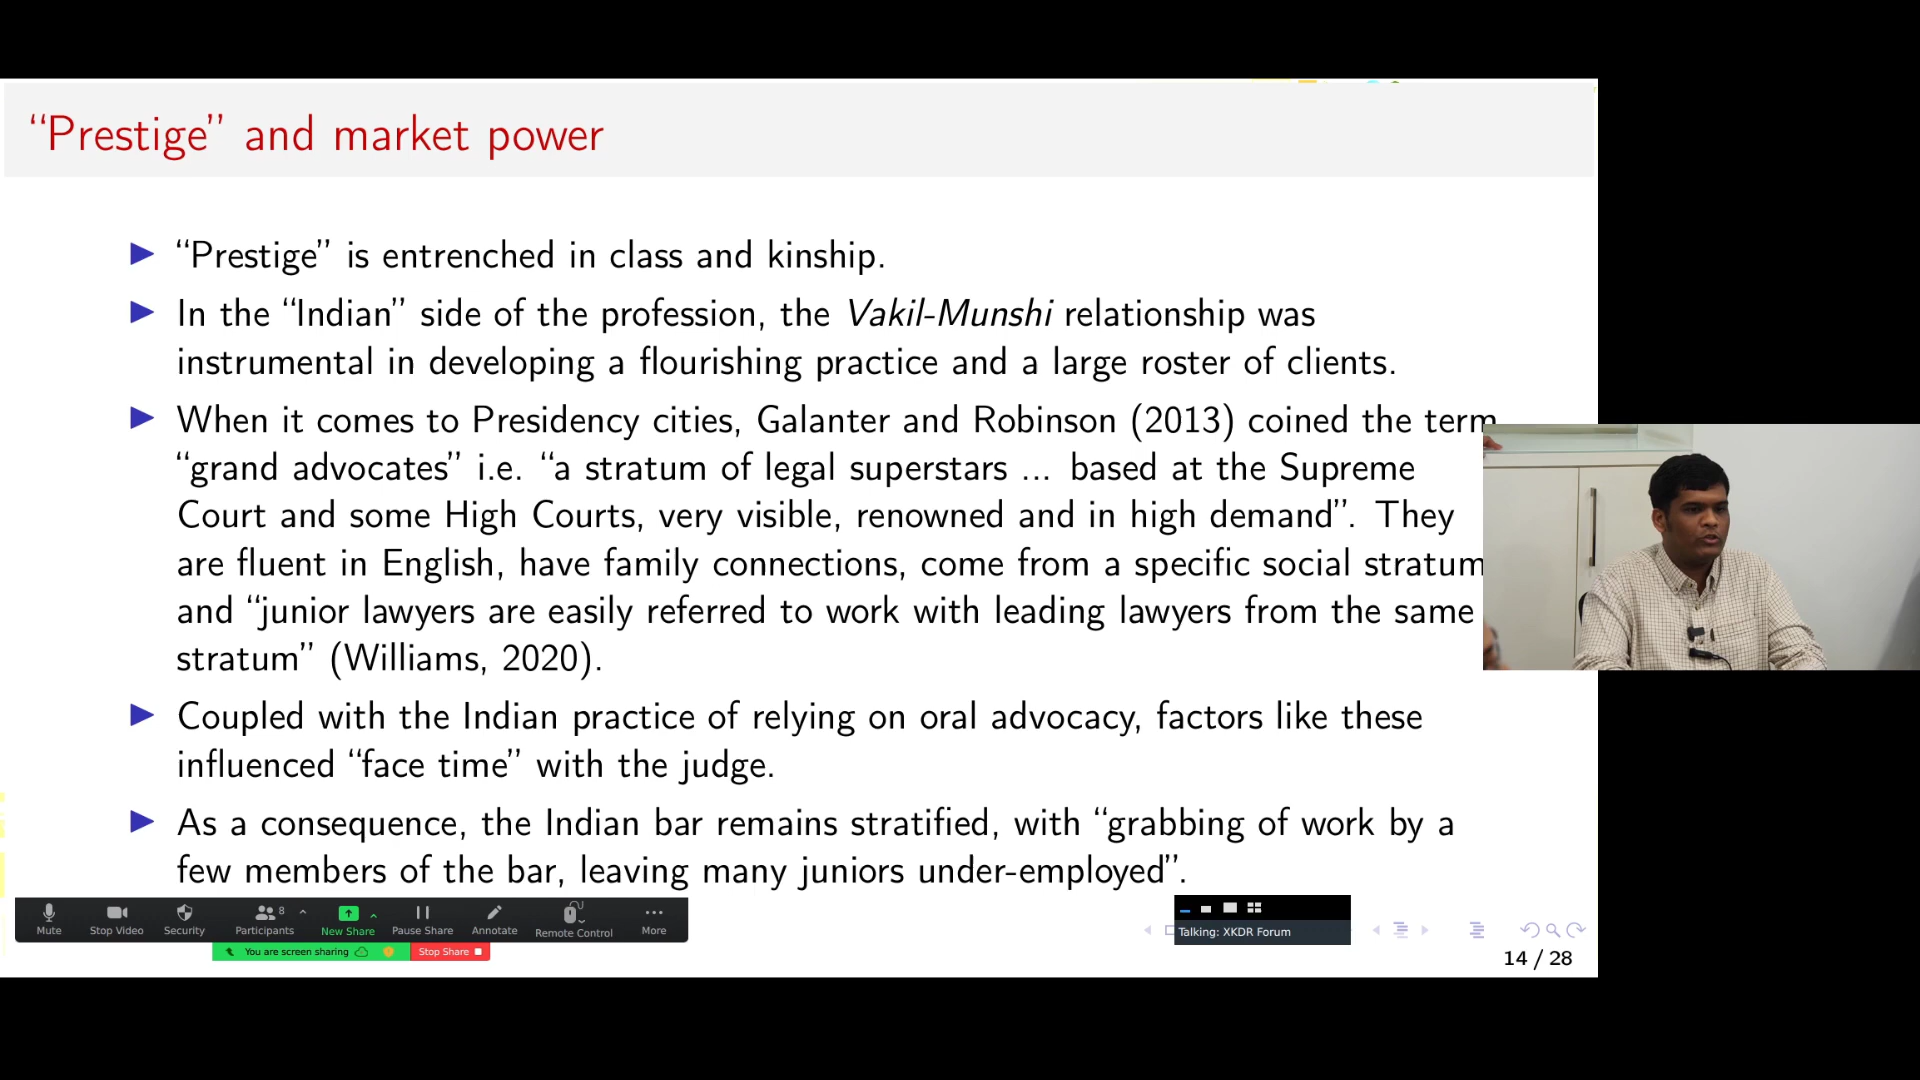 “Prestige” and market power
“Prestige” is entrenched in class and kinship.
In the “Indian” side of the profession, the Vakil-Munshi relationship was
instrumental in developing a flourishing practice and a large roster of clients.
When it comes to Presidency cities, Galanter and Robinson (2013) coined the term
“grand advocates” i.e. “a stratum of legal superstars ... based at the Supreme
Court and some High Courts, very visible, renowned and in high demand”. They
are fluent in English, have family connections, come from a specific social stratum
and “junior lawyers are easily referred to work with leading lawyers from the same
stratum” (Williams, 2020).
Coupled with the Indian practice of relying on oral advocacy, factors like these
influenced “face time” with the judge.
As a consequence, the Indian bar remains stratified, with “grabbing of work by a
few members of the bar, leaving many juniors under-employed”.
8
Mute Stop Video Security Participants New Share Pause Share Annotate Remote Control More
You are screen sharing Stop Share
Talking: XKDR Forum
14 / 28